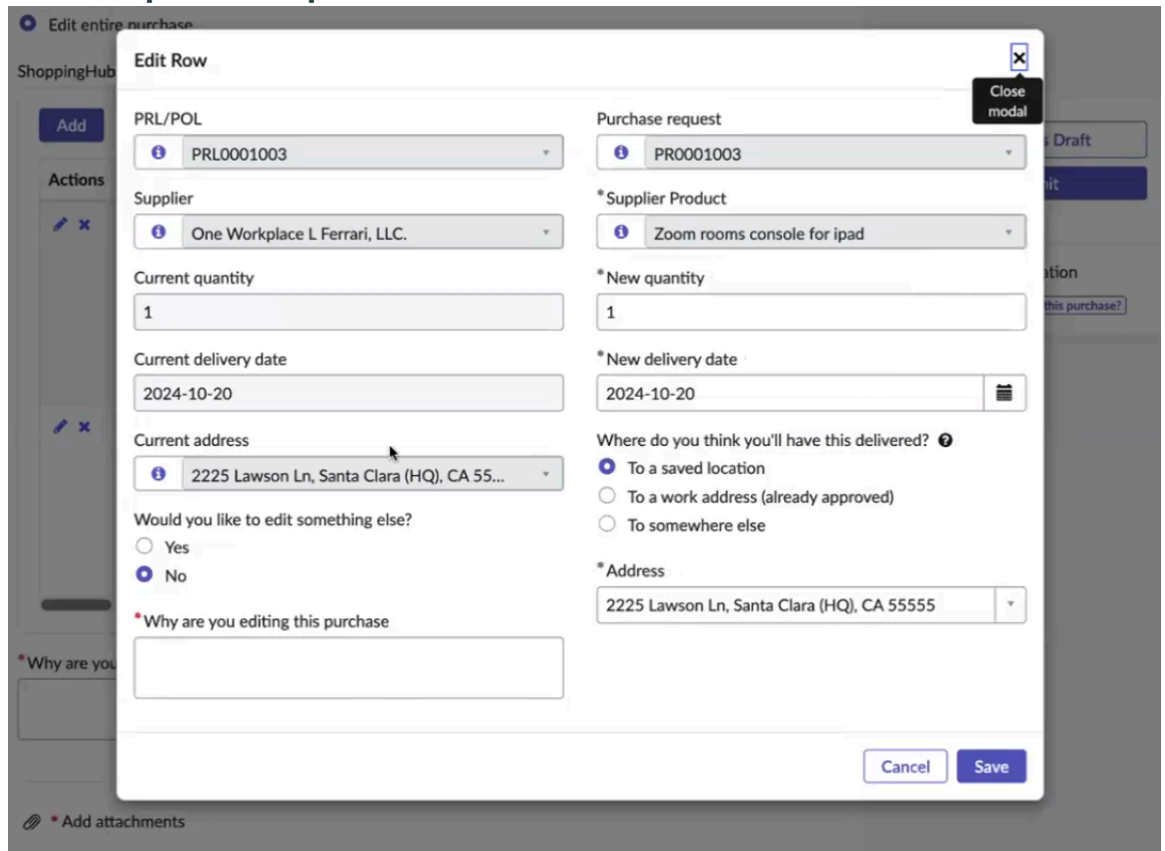 Edit entire purchase
ShoppingHub
Edit Row
Close
modal
Add
PRL/POL
Purchase request
PRL0001003
PR0001003
Draft
Actions
Supplier
*Supplier Product
One Workplace L Ferrari, LLC.
Zoom rooms console for ipad
Current quantity
*New quantity
1
1
this purchase?
Current delivery date
*New delivery date
2024-10-20
2024-10-20
Current address
Where do you think you'll have this delivered?
2225 Lawson Ln, Santa Clara (HQ), CA 55...
To a saved location
To a work address (already approved)
To somewhere else
Would you like to edit something else?
Yes
No
*Address
2225 Lawson Ln, Santa Clara (HQ), CA 55555
*Why are you editing this purchase
*Why are you
Cancel
Save
* Add attachments